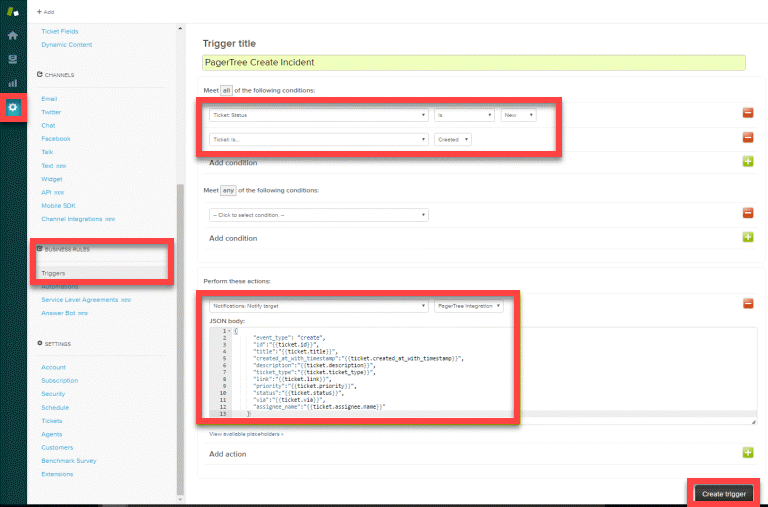 + Add
Ticket Fields
Dynamic Content
CHANNELS
Email
Twitter
Chat
Facebook
Talk
Text new
Widget
API new
Mobile SDK
Channel Integrations new
BUSINESS RULES
Triggers
Automations
Service Level Agreements new
Answer Bot new
SETTINGS
Account
Subscription
Security
Schedule
Tickets
Agents
Customers
Benchmark Survey
Extensions
Trigger title
PagerTree Create Incident
Meet all of the following conditions:
Ticket: Status Is New
Ticket: Is... Created
Add condition
Meet any of the following conditions:
-- Click to select condition. --
Add condition
Perform these actions:
Notifications: Notify target PagerTree Integration
JSON body:
1 {
2 "event_type": "create",
3 "id":"{{ticket.id}}",
4 "title":"{{ticket.title}}",
5 "created_at_with_timestamp":"{{ticket.created_at_with_timestamp}}",
6 "description":"{{ticket.description}}",
7 "ticket_type":"{{ticket.ticket_type}}",
8 "link":"{{ticket.link}}",
9 "priority":"{{ticket.priority}}",
10 "status":"{{ticket.status}}",
11 "via":"{{ticket.via}}",
12 "assignee_name":"{{ticket.assignee.name}}"
13 }
View available placeholders »
Add action
Create trigger